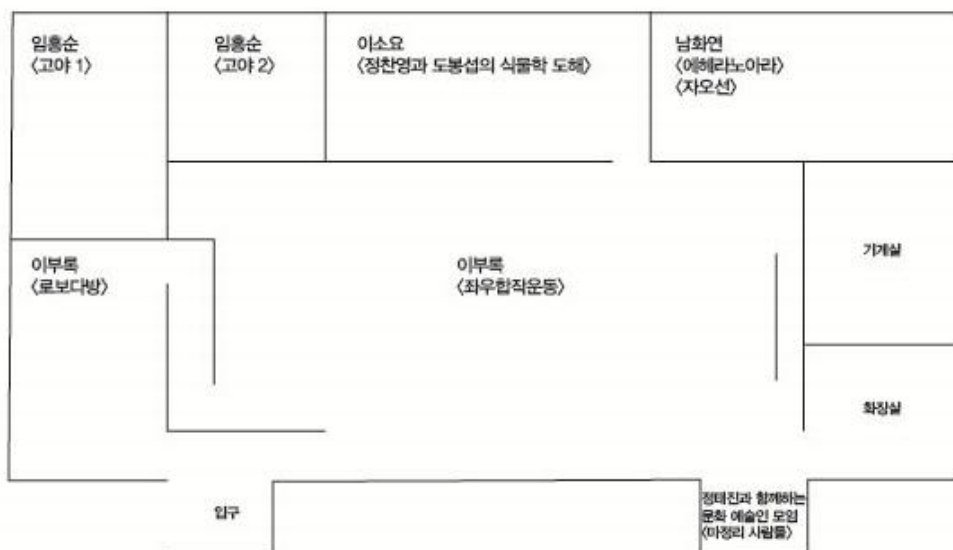 임흥순
〈고야 1〉
임흥순
〈고야 2〉
이소요
〈정찬영과 도봉섭의 식물학 도해〉
남화연
〈에헤라노아라〉
〈자오선〉
이부록
〈로보다방〉
이부록
〈좌우합작운동〉
기계실
화장실
입구
정태진과 함께하는
문화 예술인 모임
〈마정리 사람들〉